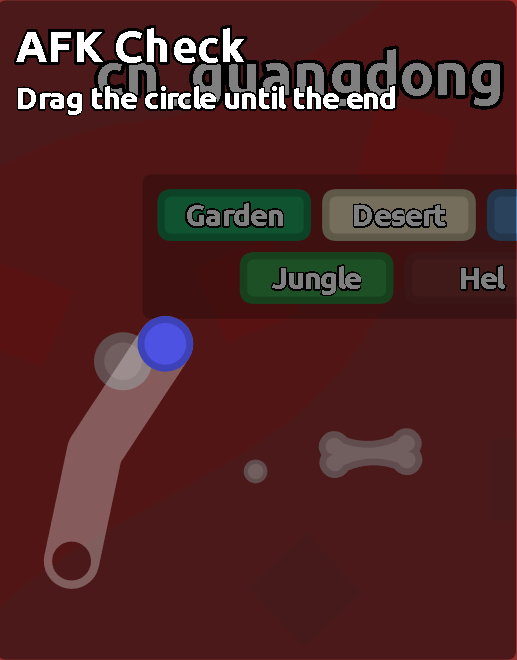 AFK Check
cn_guangdong
Drag the circle until the end
Garden Desert
Jungle Hel